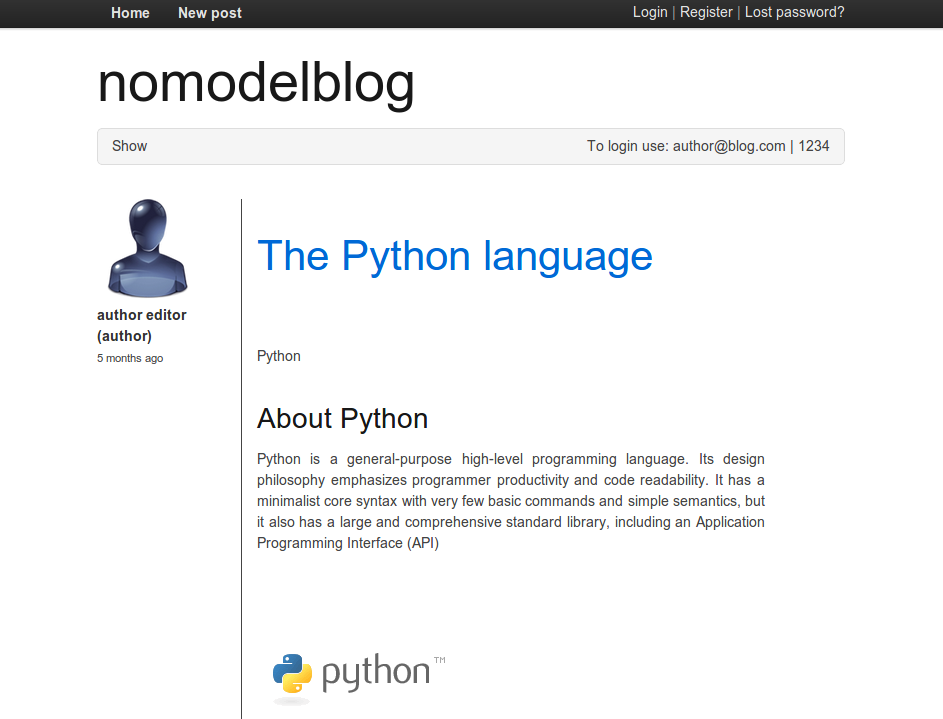 Home New post Login | Register | Lost password?
nomodelblog
Show To login use: author@blog.com | 1234
The Python language
author editor
(author)
5 months ago
Python
About Python
Python is a general-purpose high-level programming language. Its design
philosophy emphasizes programmer productivity and code readability. It has a
minimalist core syntax with very few basic commands and simple semantics, but
it also has a large and comprehensive standard library, including an Application
Programming Interface (API)
python™